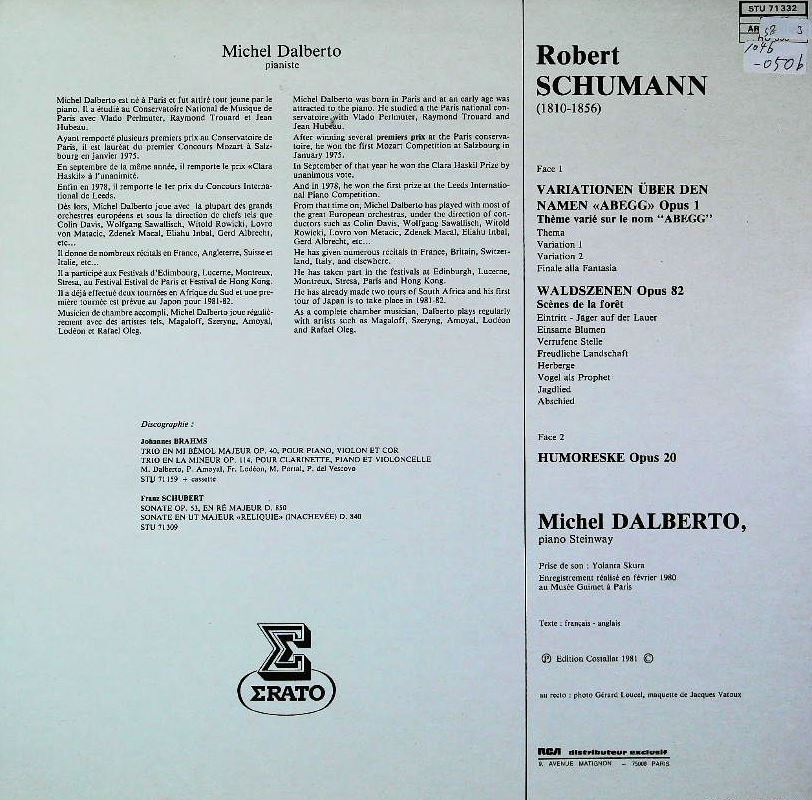 Michel Dalberto
pianiste
Michel Dalberto est né à Paris et fut attiré tout jeune par le
piano. Il a étudié au Conservatoire National de Musique de
Paris avec Vlado Perlmuter, Raymond Trouard et Jean
Hubeau.
Ayant remporté plusieurs premiers prix au Conservatoire de
Paris, il est lauréat du premier Concours Mozart à Salz-
bourg en janvier 1975.
En septembre de la même année, il remporte le prix «Clara
Haskil» à l'unanimité.
Enfin en 1978, il remporte le 1er prix du Concours Interna-
tional de Leeds.
Dès lors, Michel Dalberto joue avec la plupart des grands
orchestres européens et sous la direction de chefs tels que
Colin Davis, Wolfgang Sawallisch, Witold Rowicki, Lovro
von Matacic, Zdenek Macal, Eliahu Inbal, Gerd Albrecht,
etc...
Il donne de nombreux récitals en France, Angleterre, Suisse et
Italie, etc...
Il a participé aux Festivals d'Edimbourg, Lucerne, Montreux,
Stresa, au Festival Estival de Paris et Festival de Hong Kong.
Il a déjà effectué deux tournées en Afrique du Sud et une pre-
mière tournée est prévue au Japon pour 1981-82.
Musicien de chambre accompli, Michel Dalberto joue réguliè-
rement avec des artistes tels, Magaloff, Szeryng, Amoyal,
Lodéon et Rafael Oleg.
Michel Dalberto was born in Paris and at an early age was
attracted to the piano. He studied a the Paris national con-
servatoire with Vlado Perlmuter, Raymond Trouard and
Jean Hubeau.
After winning several premiers prix at the Paris conserva-
toire, he won the first Mozart Competition at Salzbourg in
January 1975.
In September of that year he won the Clara Haskil Prize by
unanimous vote.
And in 1978, he won the first prize at the Leeds Internatio-
nal Piano Competition.
From that time on, Michel Dalberto has played with most of
the great European orchestras, under the direction of con-
ductors such as Colin Davis, Wolfgang Sawallisch, Witold
Rowicki, Lovro von Metacic, Zdenek Macal, Eliahu Inbal,
Gerd Albrecht, etc...
He has given numerous recitals in France, Britain, Switzer-
land, Italy, and elsewhere.
He has taken part in the festivals at Edinburgh, Lucerne,
Montreux, Stresa, Paris and Hong Kong.
He has already made two tours of South Africa and his first
tour of Japan is to take place in 1981-82.
As a complete chamber musician, Dalberto plays regularly
with artists such as Magaloff, Szeryng, Amoyal, Lodéon
and Rafael Oleg.
Discographie :
Johannes BRAHMS
TRIO EN MI BÉMOL MAJEUR OP. 40, POUR PIANO, VIOLON ET COR
TRIO EN LA MINEUR OP. 114, POUR CLARINETTE, PIANO ET VIOLONCELLE
M. Dalberto, P. Amoyal, Fr. Lodéon, M. Portal, P. del Vescovo
STU 71159 + cassette
Franz SCHUBERT
SONATE OP. 53, EN RÉ MAJEUR D. 850
SONATE EN UT MAJEUR «RELIQUIE» (INACHEVÉE) D. 840
STU 71309
ERATO
STU 71332
1046
-050b
Robert
SCHUMANN
(1810-1856)
Face 1
VARIATIONEN ÜBER DEN
NAMEN «ABEGG» Opus 1
Thème varié sur le nom "ABEGG"
Thema
Variation 1
Variation 2
Finale alla Fantasia
WALDSZENEN Opus 82
Scènes de la forêt
Eintritt - Jäger auf der Lauer
Einsame Blumen
Verrufene Stelle
Freudliche Landschaft
Herberge
Vogel als Prophet
Jagdlied
Abschied
Face 2
HUMORESKE Opus 20
Michel DALBERTO,
piano Steinway
Prise de son : Yolanta Skura
Enregistrement réalisé en février 1980
au Musée Guimet à Paris
Texte : français - anglais
Ⓟ Edition Costallat 1981 ©
au recto : photo Gérard Loucel, maquette de Jacques Vatoux
RCA distributeur exclusif
9, AVENUE MATIGNON - 75008 PARIS